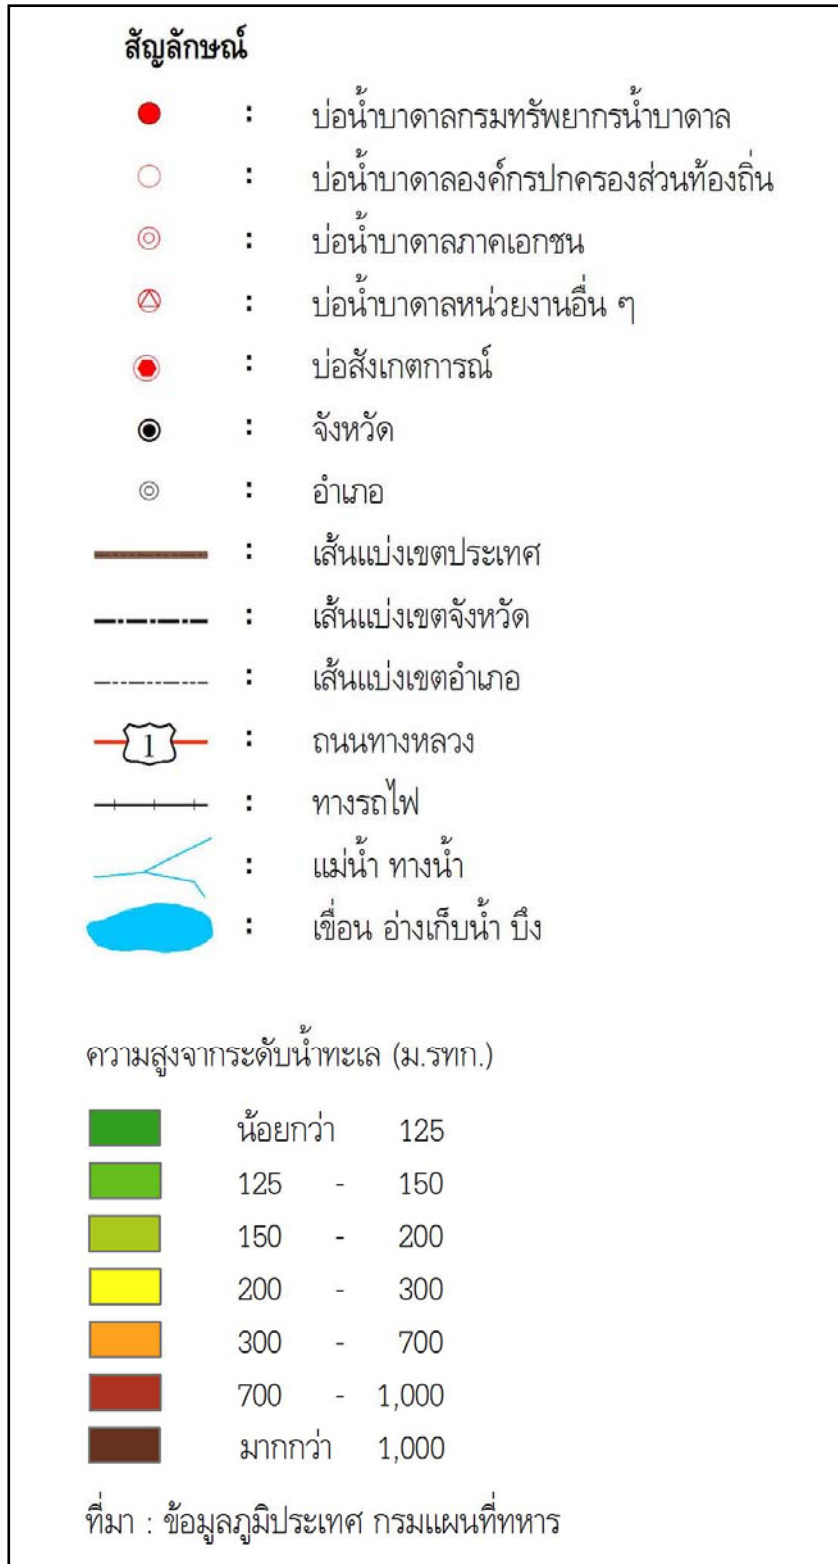 สัญลักษณ์
: บ่อน้ำบาดาลกรมทรัพยากรน้ำบาดาล
: บ่อน้ำบาดาลองค์กรปกครองส่วนท้องถิ่น
: บ่อน้ำบาดาลภาคเอกชน
: บ่อน้ำบาดาลหน่วยงานอื่น ๆ
: บ่อสังเกตการณ์
: จังหวัด
: อำเภอ
: เส้นแบ่งเขตประเทศ
: เส้นแบ่งเขตจังหวัด
: เส้นแบ่งเขตอำเภอ
1 : ถนนทางหลวง
: ทางรถไฟ
: แม่น้ำ ทางน้ำ
: เขื่อน อ่างเก็บน้ำ บึง
ความสูงจากระดับน้ำทะเล (ม.รทก.)
น้อยกว่า 125
125 - 150
150 - 200
200 - 300
300 - 700
700 - 1,000
มากกว่า 1,000
ที่มา : ข้อมูลภูมิประเทศ กรมแผนที่ทหาร